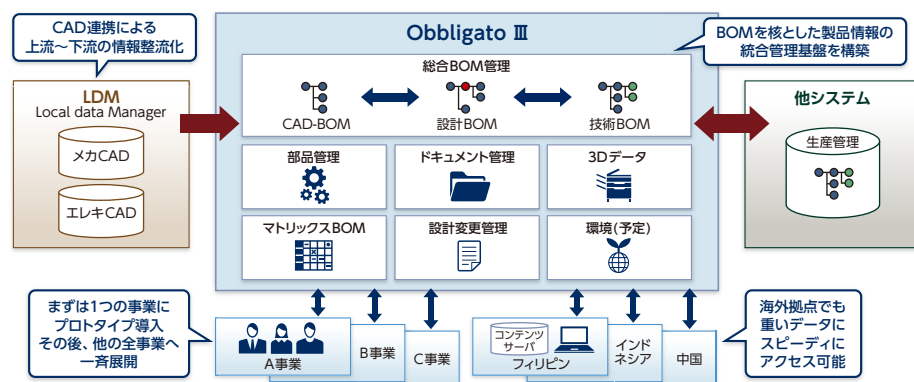 CAD連携による
上流～下流の情報整流化
Obbligato Ⅲ
BOMを核とした製品情報の
統合管理基盤を構築
LDM
Local data Manager
メカCAD
エレキCAD
総合BOM管理
CAD-BOM
設計BOM
技術BOM
部品管理
ドキュメント管理
3Dデータ
マトリックスBOM
設計変更管理
環境(予定)
他システム
生産管理
まずは1つの事業に
プロトタイプ導入
その後、他の全事業へ
一斉展開
A事業
B事業
C事業
コンテンツ
サーバ
フィリピン
インド
ネシア
中国
海外拠点でも
重いデータに
スピーディに
アクセス可能